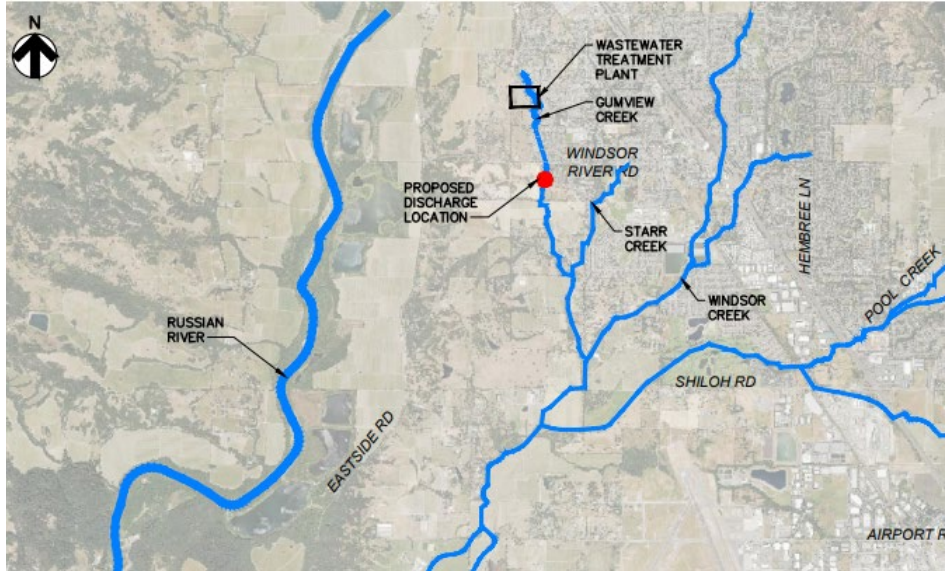 N
WASTEWATER
TREATMENT
PLANT
GUMVIEW
CREEK
WINDSOR
RIVER RD
PROPOSED
DISCHARGE
LOCATION
STARR
CREEK
HEMBREE LN
POOL CREEK
WINDSOR
CREEK
RUSSIAN
RIVER
SHILOH RD
EASTSIDE RD
AIRPORT R